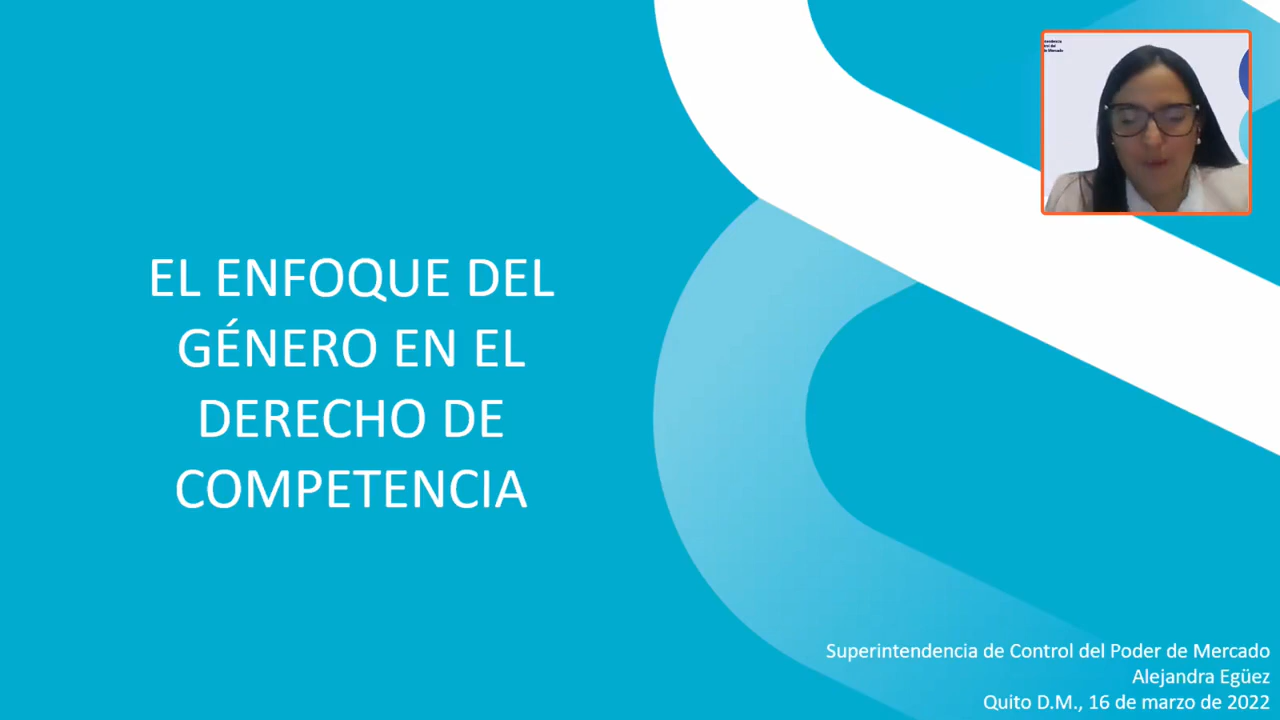 EL ENFOQUE DEL
GÉNERO EN EL
DERECHO DE
COMPETENCIA
Superintendencia de Control del Poder de Mercado
Alejandra Egüez
Quito D.M., 16 de marzo de 2022